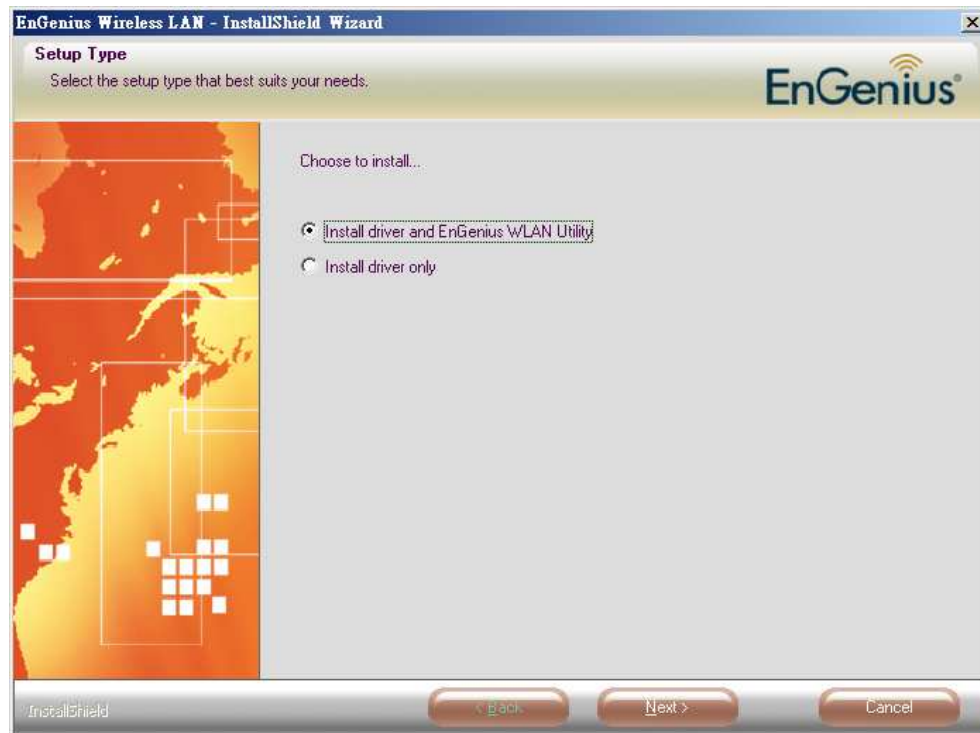 EnGenius Wireless LAN - InstallShield Wizard
Setup Type
Select the setup type that best suits your needs.
EnGenius®
Choose to install...
Install driver and EnGenius WLAN Utility
Install driver only
InstallShield
< Back
Next >
Cancel